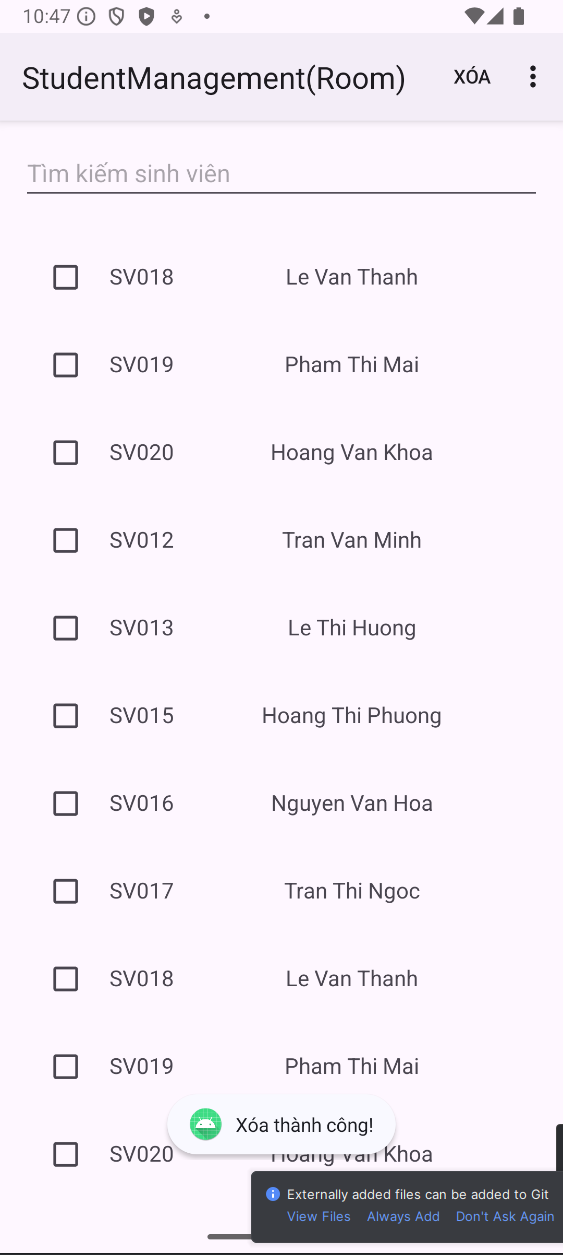 10:47
StudentManagement(Room) XÓA
Tìm kiếm sinh viên
SV018 Le Van Thanh
SV019 Pham Thi Mai
SV020 Hoang Van Khoa
SV012 Tran Van Minh
SV013 Le Thi Huong
SV015 Hoang Thi Phuong
SV016 Nguyen Van Hoa
SV017 Tran Thi Ngoc
SV018 Le Van Thanh
SV019 Pham Thi Mai
Xóa thành công!
SV020 Hoang Van Khoa
Externally added files can be added to Git
View Files Always Add Don't Ask Again